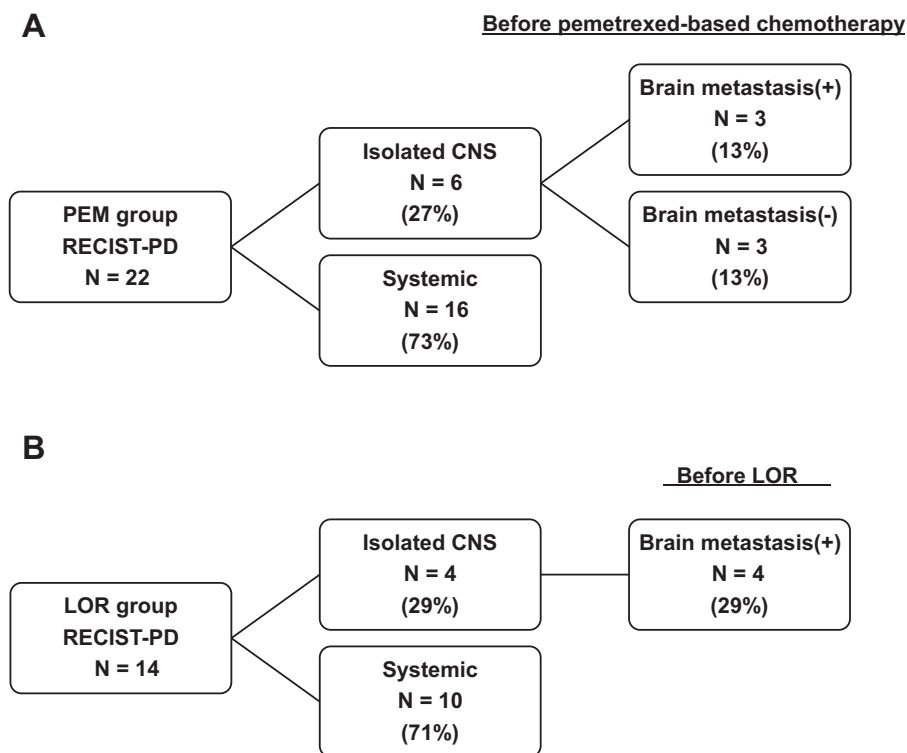 A
Before pemetrexed-based chemotherapy
PEM group
RECIST-PD
N = 22
Isolated CNS
N = 6
(27%)
Systemic
N = 16
(73%)
Brain metastasis(+)
N = 3
(13%)
Brain metastasis(-)
N = 3
(13%)
B
Before LOR
LOR group
RECIST-PD
N = 14
Isolated CNS
N = 4
(29%)
Systemic
N = 10
(71%)
Brain metastasis(+)
N = 4
(29%)